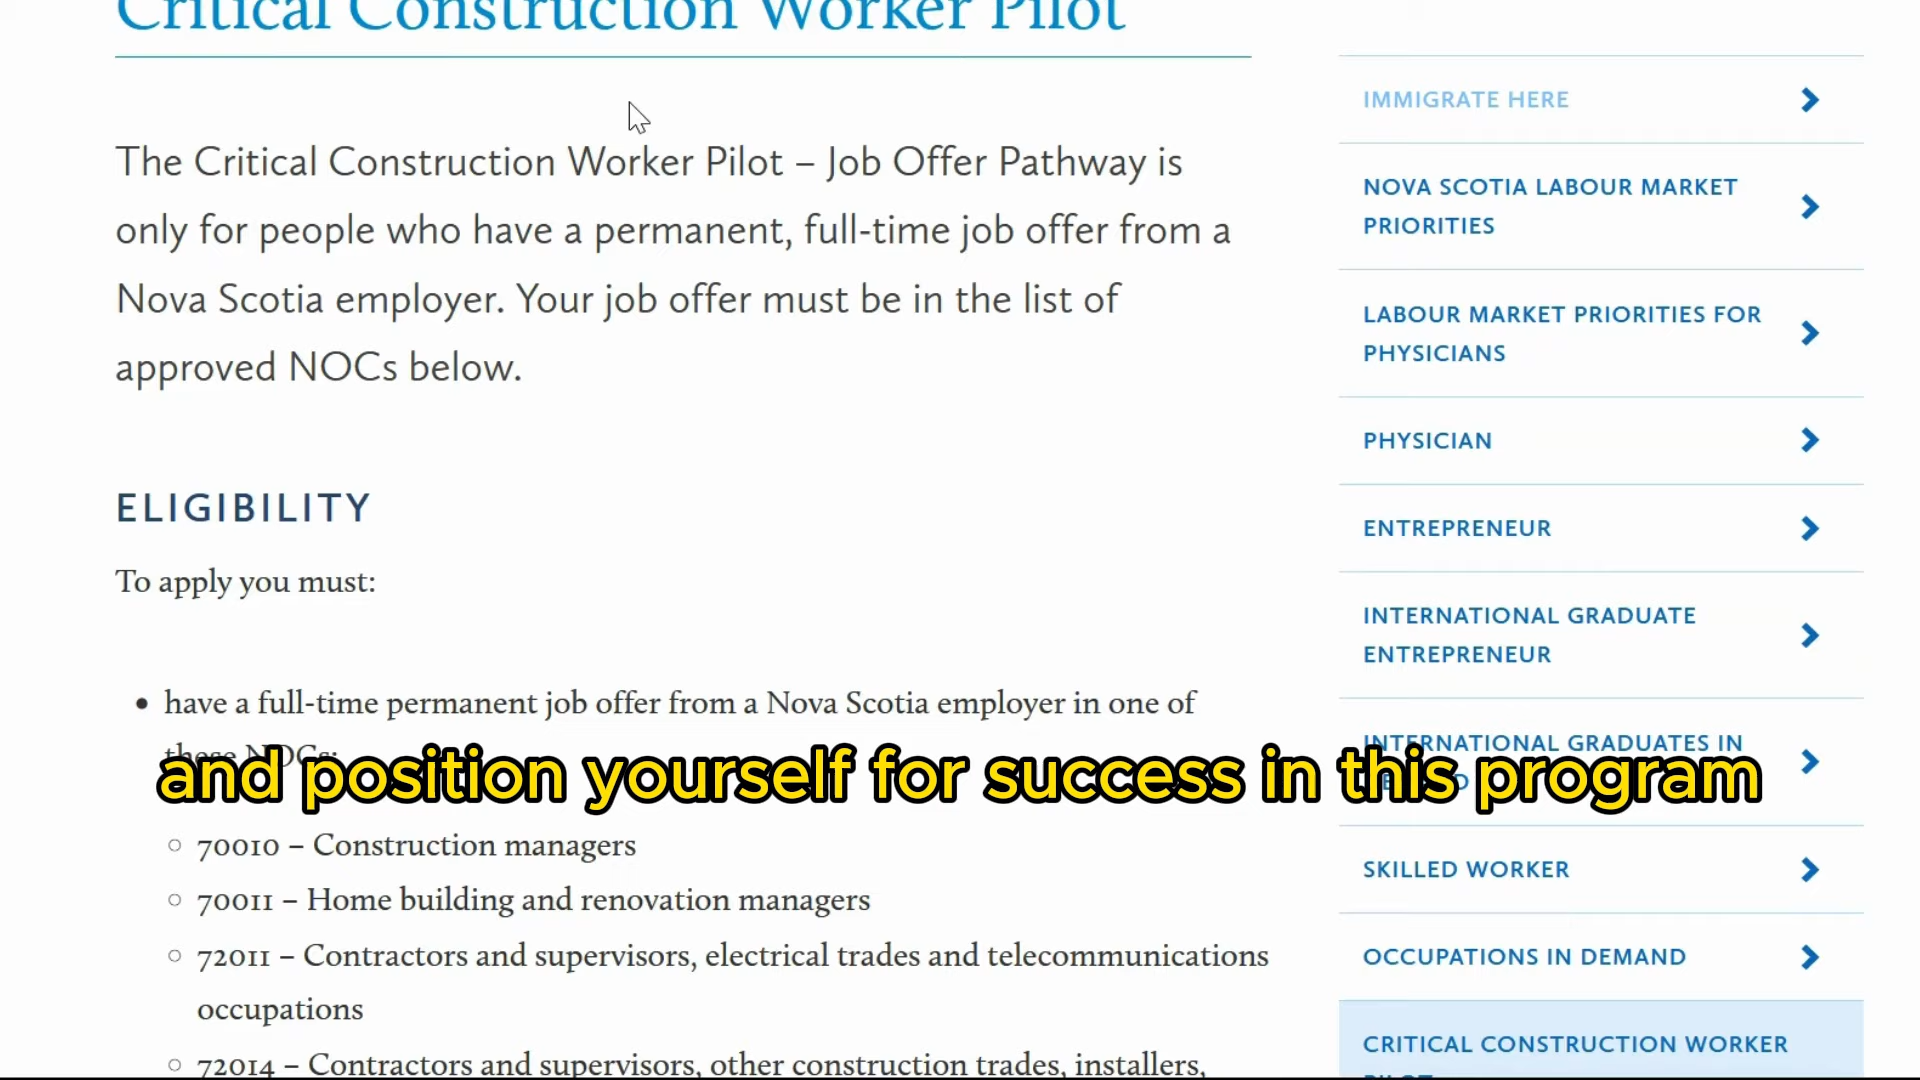 Critical Construction Worker Pilot
The Critical Construction Worker Pilot – Job Offer Pathway is
only for people who have a permanent, full-time job offer from a
Nova Scotia employer. Your job offer must be in the list of
approved NOCs below.
ELIGIBILITY
To apply you must:
• have a full-time permanent job offer from a Nova Scotia employer in one of
these NOCs:
and position yourself for success in this program
○ 70010 – Construction managers
○ 70011 – Home building and renovation managers
○ 72011 – Contractors and supervisors, electrical trades and telecommunications
occupations
○ 72014 – Contractors and supervisors, other construction trades, installers,
IMMIGRATE HERE
NOVA SCOTIA LABOUR MARKET
PRIORITIES
LABOUR MARKET PRIORITIES FOR
PHYSICIANS
PHYSICIAN
ENTREPRENEUR
INTERNATIONAL GRADUATE
ENTREPRENEUR
INTERNATIONAL GRADUATES IN
SKILLED WORKER
OCCUPATIONS IN DEMAND
CRITICAL CONSTRUCTION WORKER
PILOT